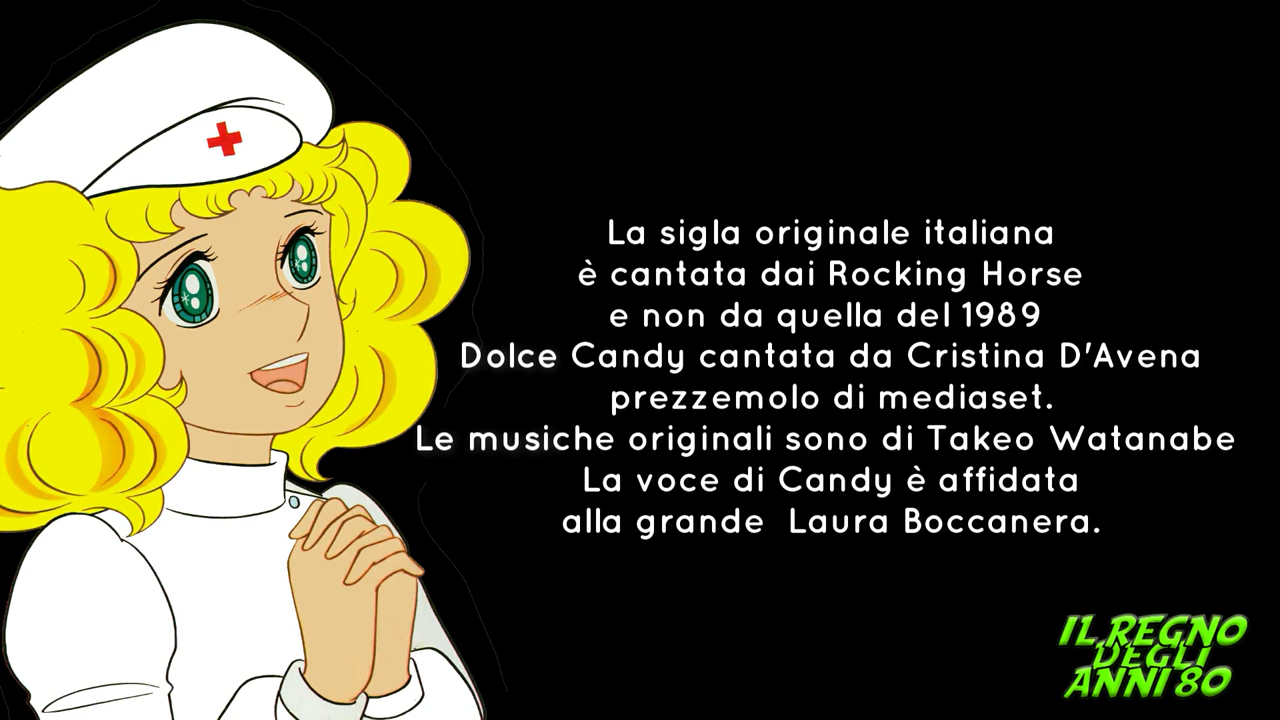 La sigla originale italiana
è cantata dai Rocking Horse
e non da quella del 1989
Dolce Candy cantata da Cristina D'Avena
prezzemolo di mediaset.
Le musiche originali sono di Takeo Watanabe
La voce di Candy è affidata
alla grande  Laura Boccanera.
IL REGNO
DEGLI
ANNI 80